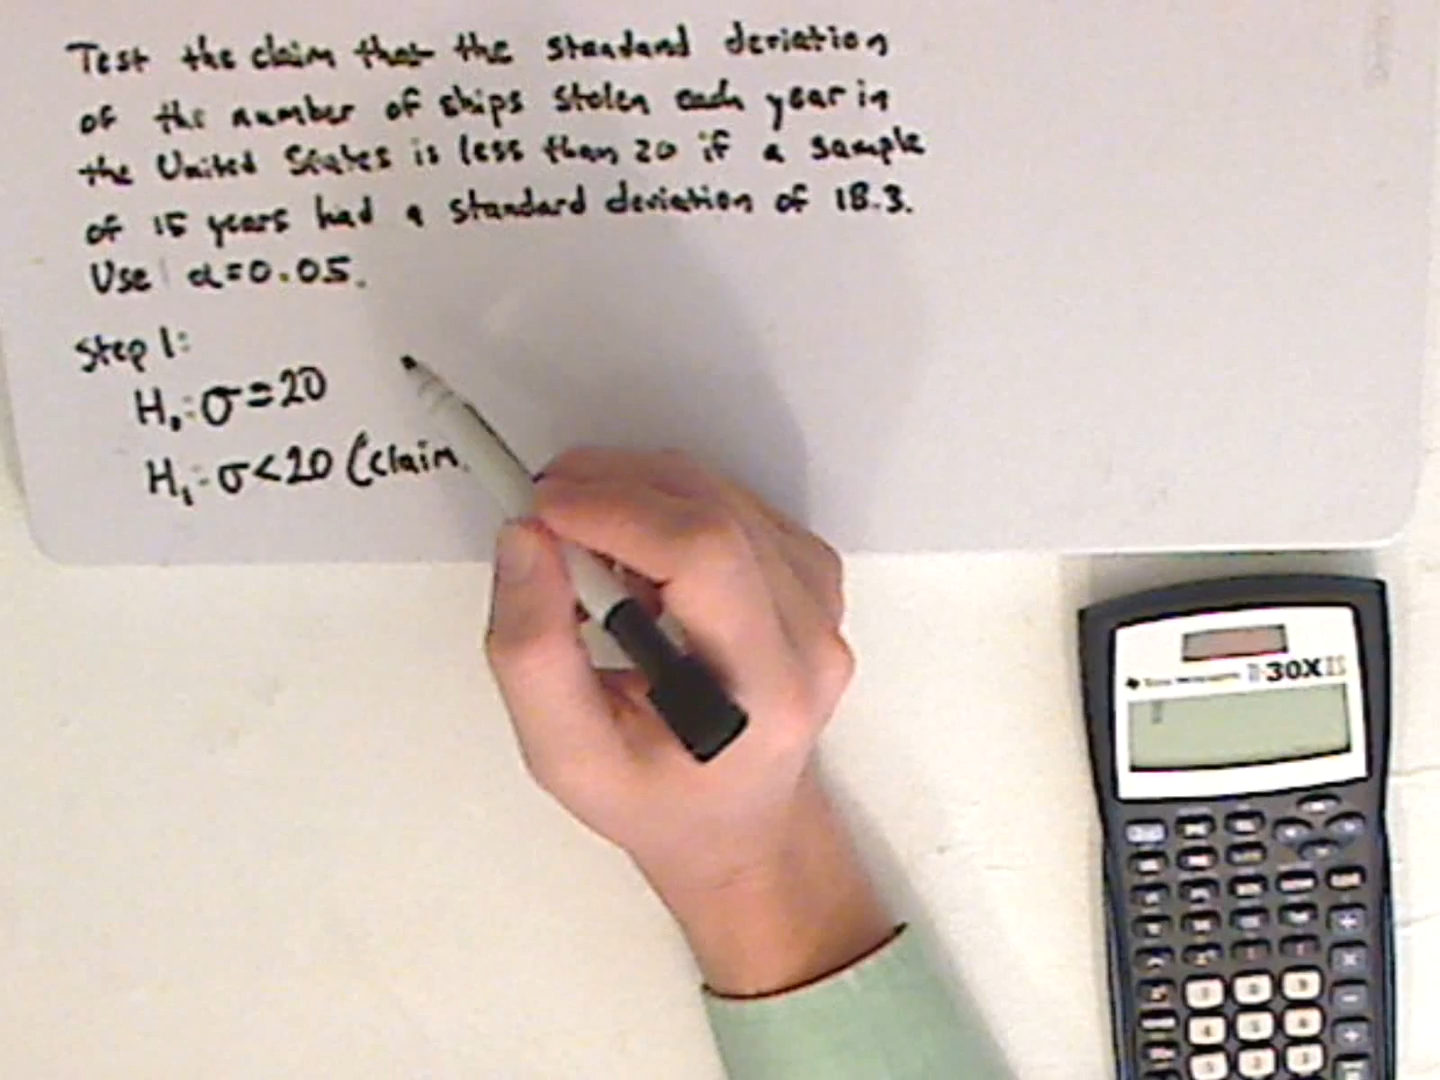 Test the claim that the standard deviation
of the number of ships stolen each year in
the United States is less than 20 if a sample
of 15 years had a standard deviation of 18.3.
Use α=0.05.
Step 1:
H₀: σ=20
H₁: σ<20 (claim
30X